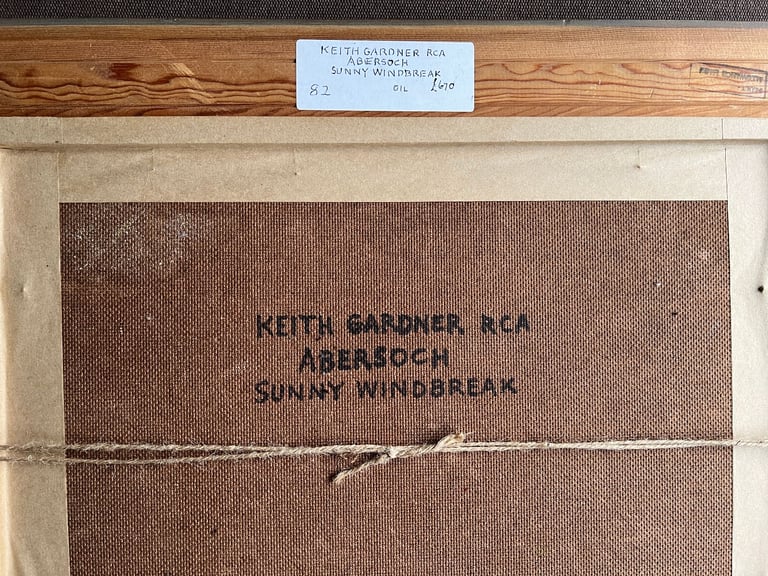 KEITH GARDNER RCA
ABERSOCH
SUNNY WINDBREAK
82 OIL £670
KEITH GARDNER RCA
ABERSOCH
SUNNY WINDBREAK